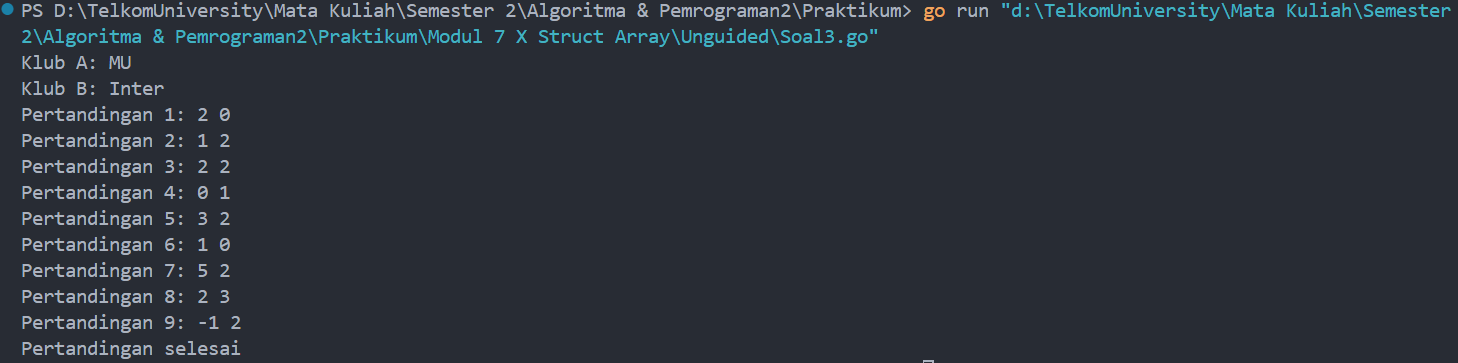 PS D:\TelkomUniversity\Mata Kuliah\Semester 2\Algoritma & Pemrograman2\Praktikum> go run "d:\TelkomUniversity\Mata Kuliah\Semester
2\Algoritma & Pemrograman2\Praktikum\Modul 7 X Struct Array\Unguided\Soal3.go"
Klub A: MU
Klub B: Inter
Pertandingan 1: 2 0
Pertandingan 2: 1 2
Pertandingan 3: 2 2
Pertandingan 4: 0 1
Pertandingan 5: 3 2
Pertandingan 6: 1 0
Pertandingan 7: 5 2
Pertandingan 8: 2 3
Pertandingan 9: -1 2
Pertandingan selesai